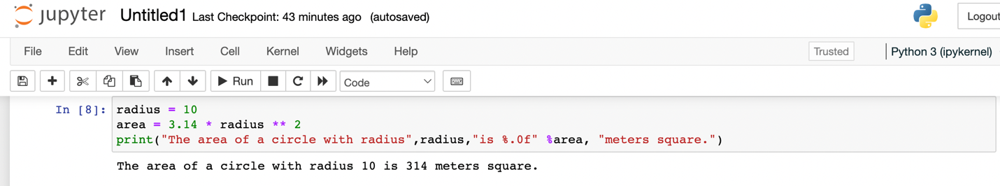 jupyter Untitled1 Last Checkpoint: 43 minutes ago (autosaved) Logout
File Edit View Insert Cell Kernel Widgets Help Trusted Python 3 (ipykernel)
Run Code
In [8]: radius = 10
area = 3.14 * radius ** 2
print("The area of a circle with radius",radius,"is %.0f" %area, "meters square.")
The area of a circle with radius 10 is 314 meters square.